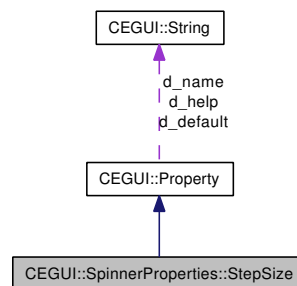 CEGUI::String
d_name
d_help
d_default
CEGUI::Property
CEGUI::SpinnerProperties::StepSize